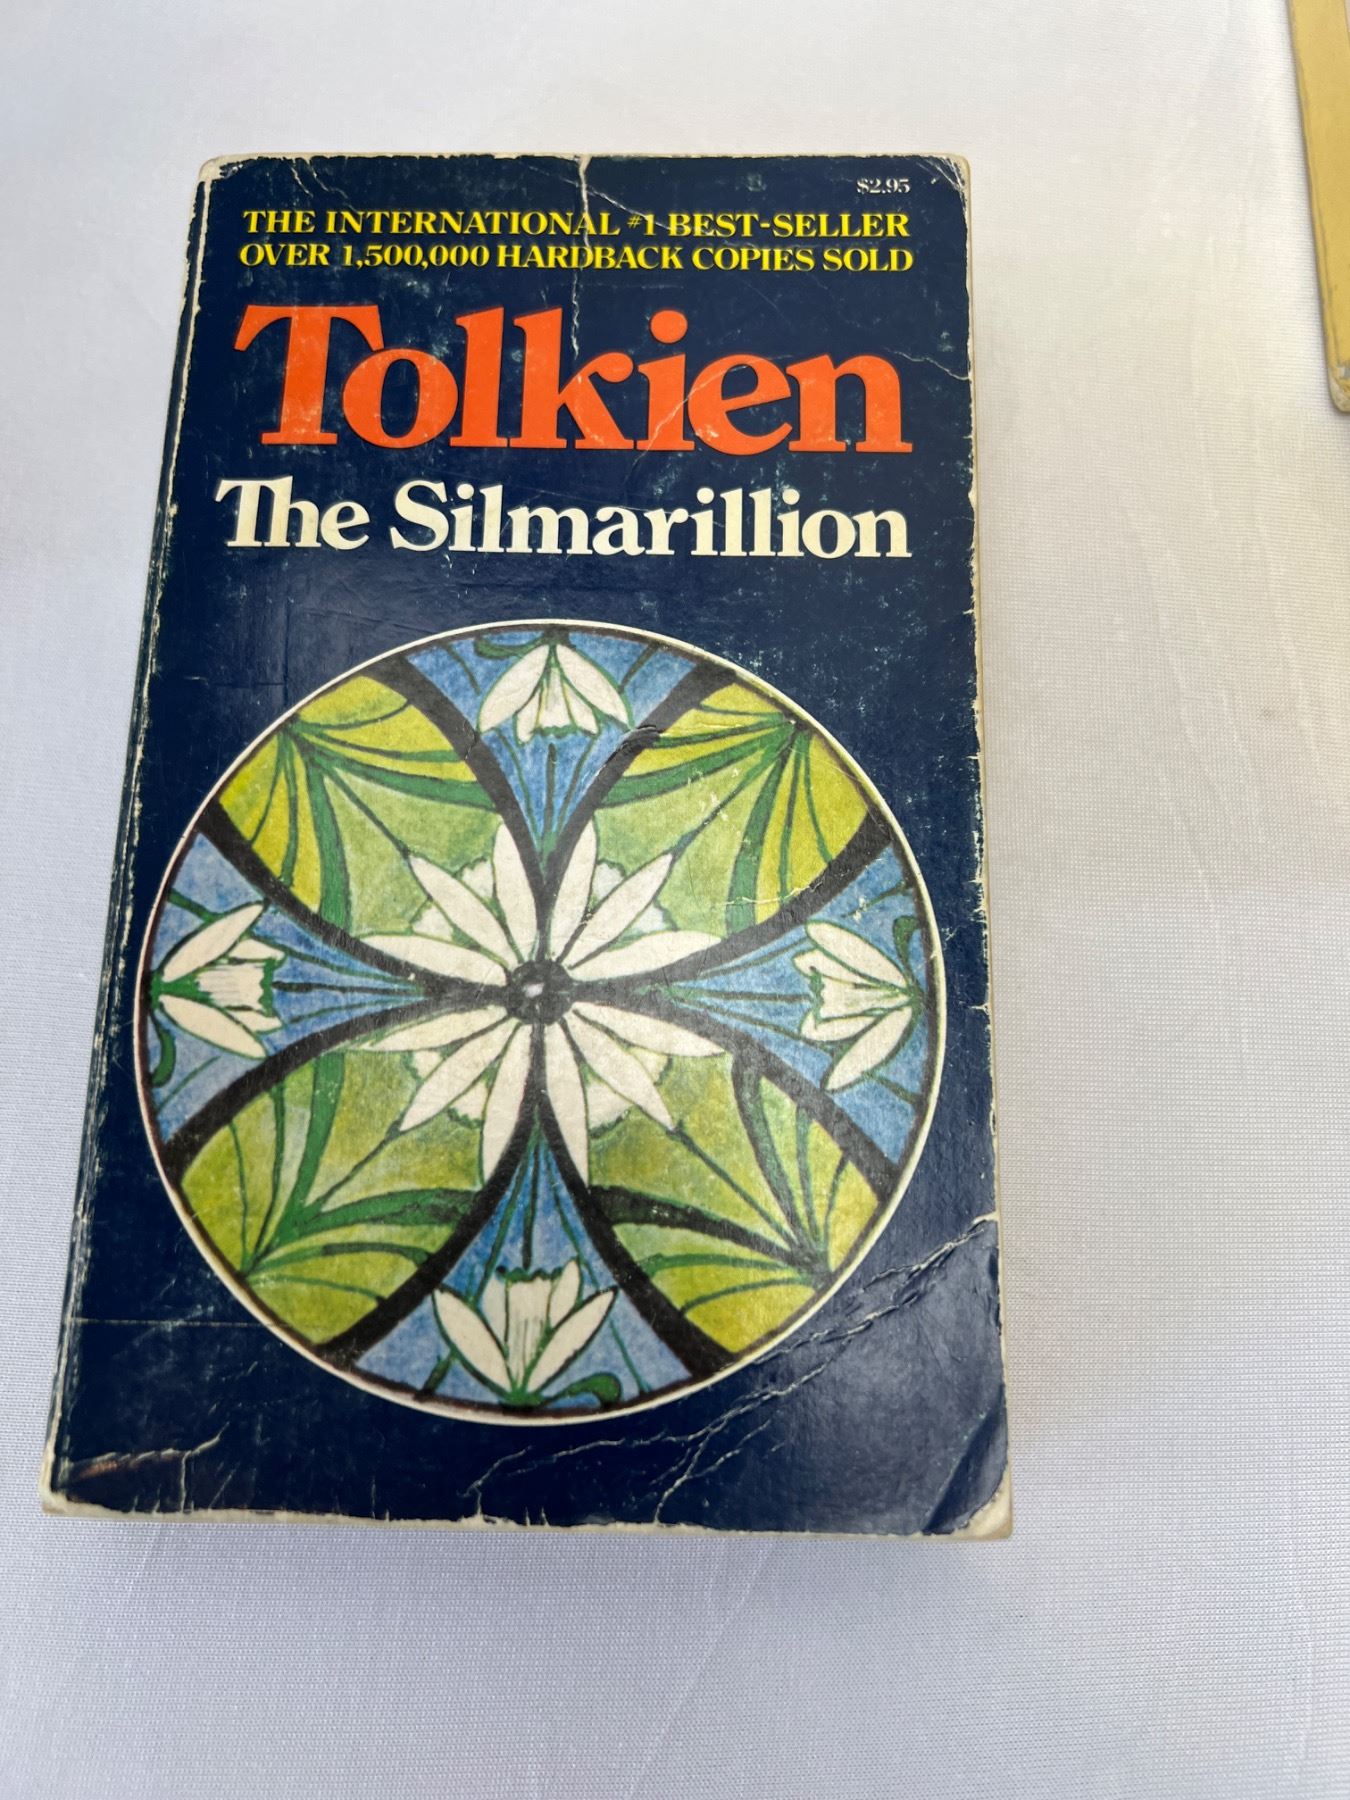 $2.95
THE INTERNATIONAL #1 BEST-SELLER
OVER 1,500,000 HARDBACK COPIES SOLD
Tolkien
The Silmarillion